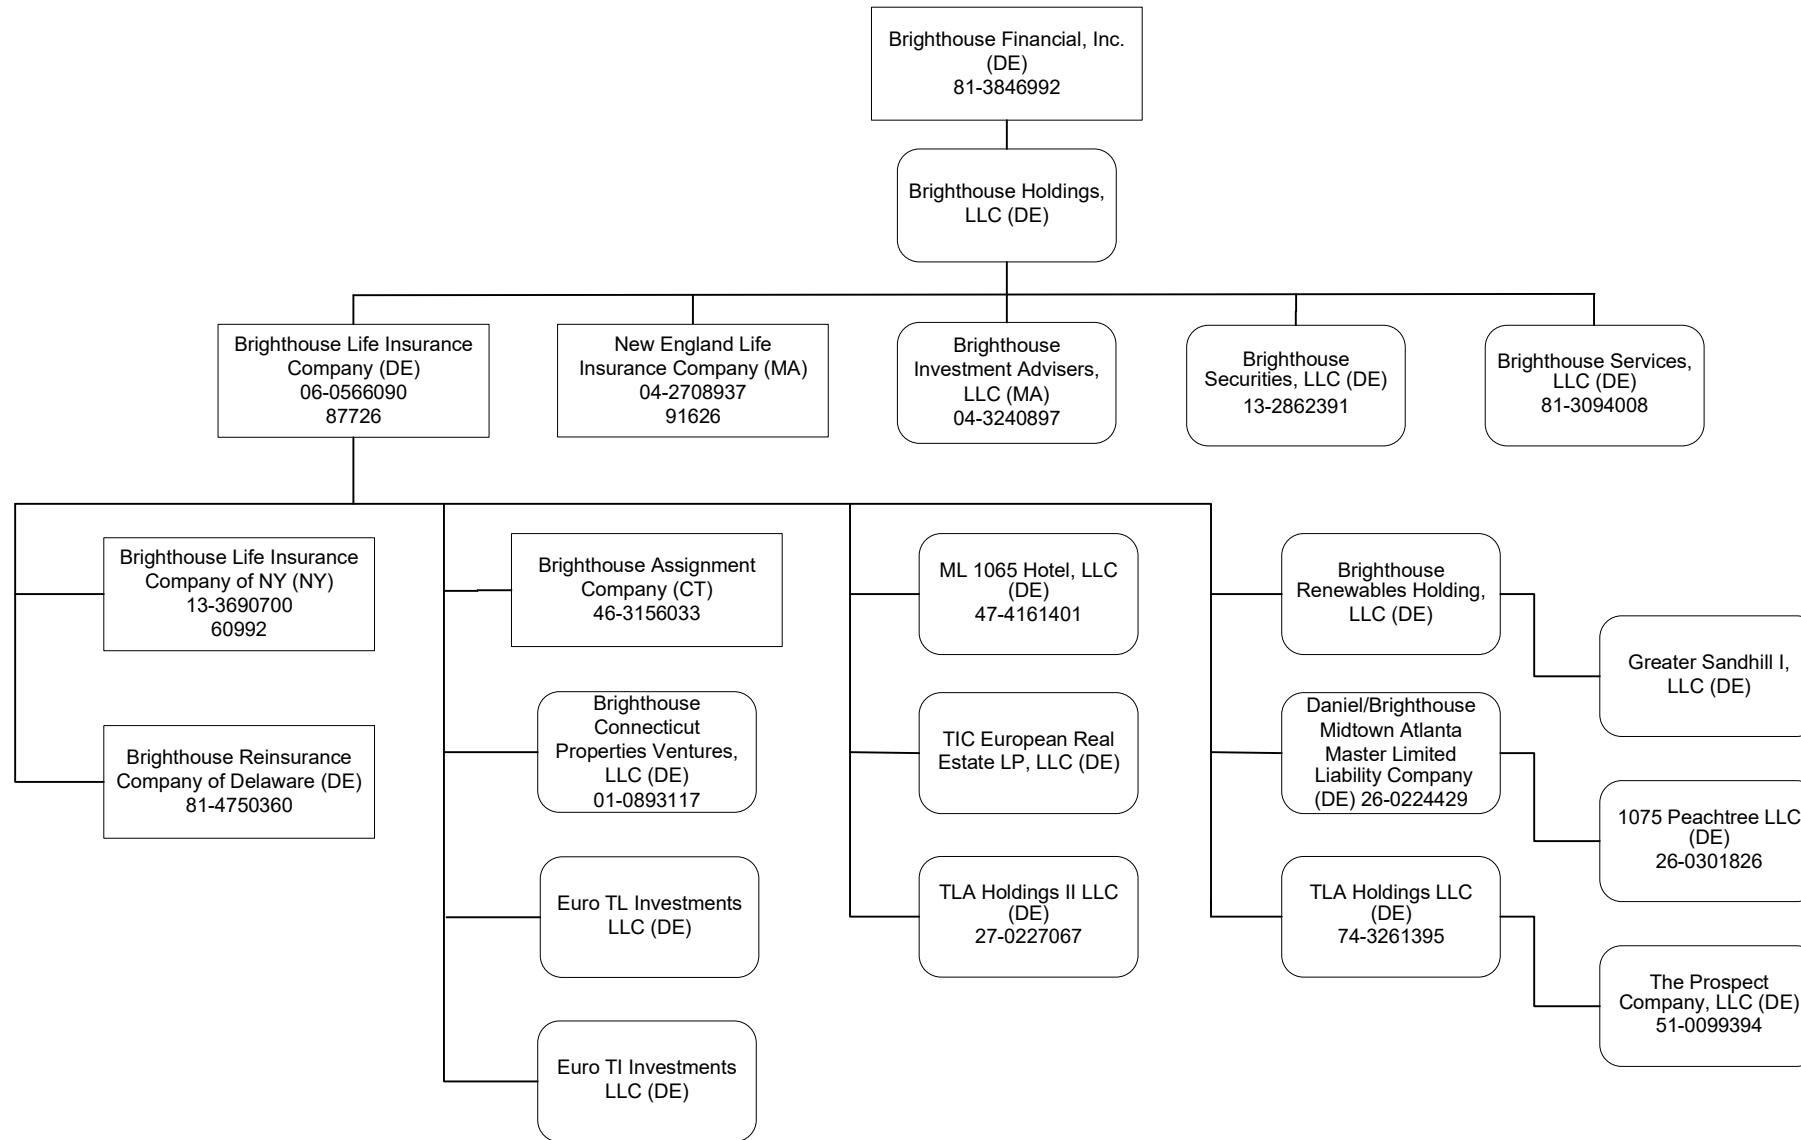 Brighthouse Financial, Inc.
(DE)
81-3846992
Brighthouse Holdings,
LLC (DE)
Brighthouse Life Insurance
Company (DE)
06-0566090
87726
New England Life
Insurance Company (MA)
04-2708937
91626
Brighthouse
Investment Advisers,
LLC (MA)
04-3240897
Brighthouse
Securities, LLC (DE)
13-2862391
Brighthouse Services,
LLC (DE)
81-3094008
Brighthouse Life Insurance
Company of NY (NY)
13-3690700
60992
Brighthouse Reinsurance
Company of Delaware (DE)
81-4750360
Brighthouse Assignment
Company (CT)
46-3156033
Brighthouse
Connecticut
Properties Ventures,
LLC (DE)
01-0893117
Euro TL Investments
LLC (DE)
Euro TI Investments
LLC (DE)
ML 1065 Hotel, LLC
(DE)
47-4161401
TIC European Real
Estate LP, LLC (DE)
TLA Holdings II LLC
(DE)
27-0227067
Brighthouse
Renewables Holding,
LLC (DE)
Daniel/Brighthouse
Midtown Atlanta
Master Limited
Liability Company
(DE) 26-0224429
TLA Holdings LLC
(DE)
74-3261395
Greater Sandhill I,
LLC (DE)
1075 Peachtree LLC
(DE)
26-0301826
The Prospect
Company, LLC (DE)
51-0099394